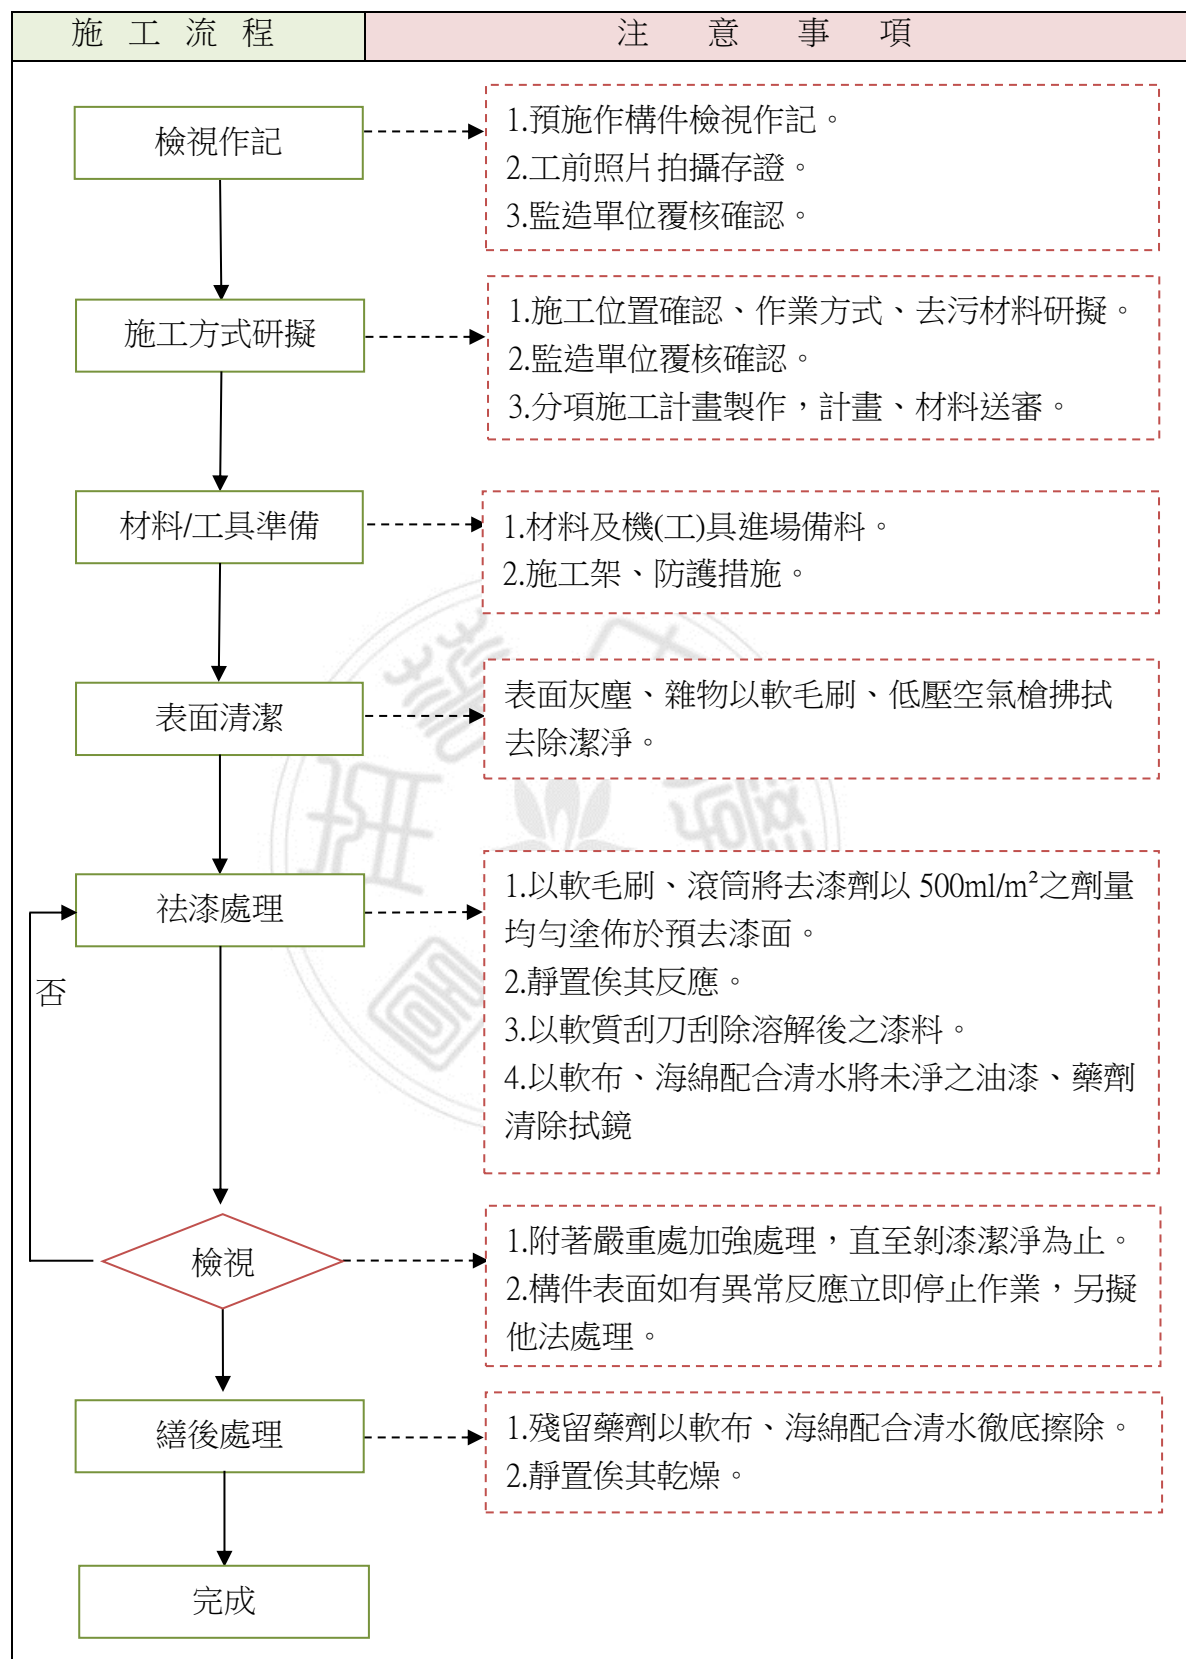 施工流程
注意事項
檢視作記
1.預施作構件檢視作記。
2.工前照片拍攝存證。
3.監造單位覆核確認。
施工方式研擬
1.施工位置確認、作業方式、去污材料研擬。
2.監造單位覆核確認。
3.分項施工計畫製作，計畫、材料送審。
材料/工具準備
1.材料及機(工)具進場備料。
2.施工架、防護措施。
表面清潔
表面灰塵、雜物以軟毛刷、低壓空氣槍拂拭
去除潔淨。
祛漆處理
1.以軟毛刷、滾筒將去漆劑以 500ml/m²之劑量
均勻塗佈於預去漆面。
2.靜置俟其反應。
3.以軟質刮刀刮除溶解後之漆料。
4.以軟布、海綿配合清水將未淨之油漆、藥劑
清除拭鏡
否
檢視
1.附著嚴重處加強處理，直至剝漆潔淨為止。
2.構件表面如有異常反應立即停止作業，另擬
他法處理。
繕後處理
1.殘留藥劑以軟布、海綿配合清水徹底擦除。
2.靜置俟其乾燥。
完成